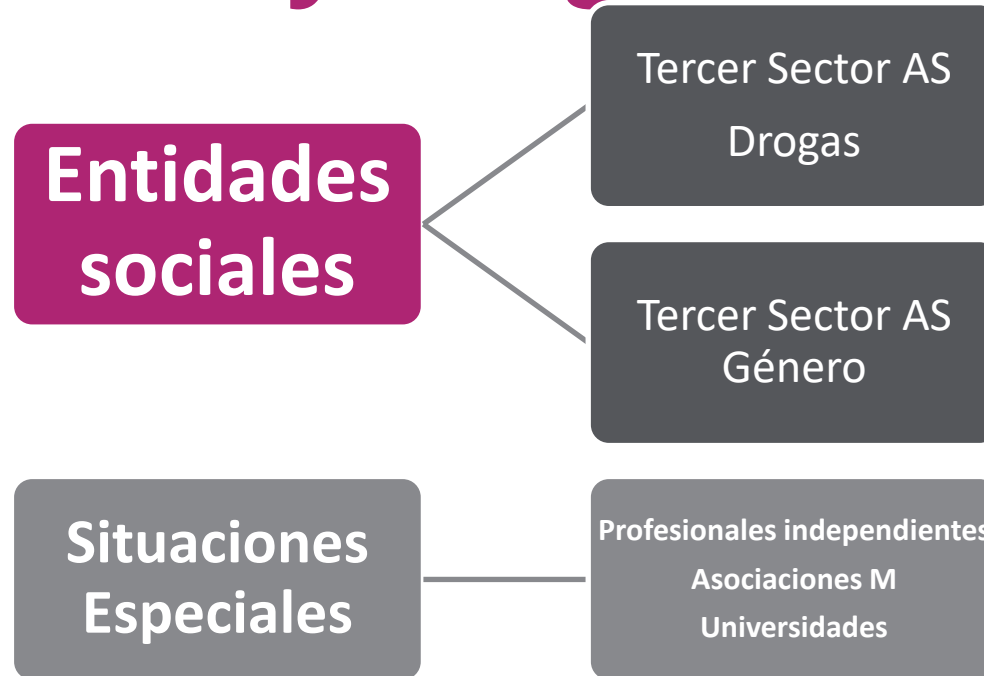 Entidades
sociales
Tercer Sector AS
Drogas
Tercer Sector AS
Género
Situaciones
Especiales
Profesionales independientes
Asociaciones M
Universidades